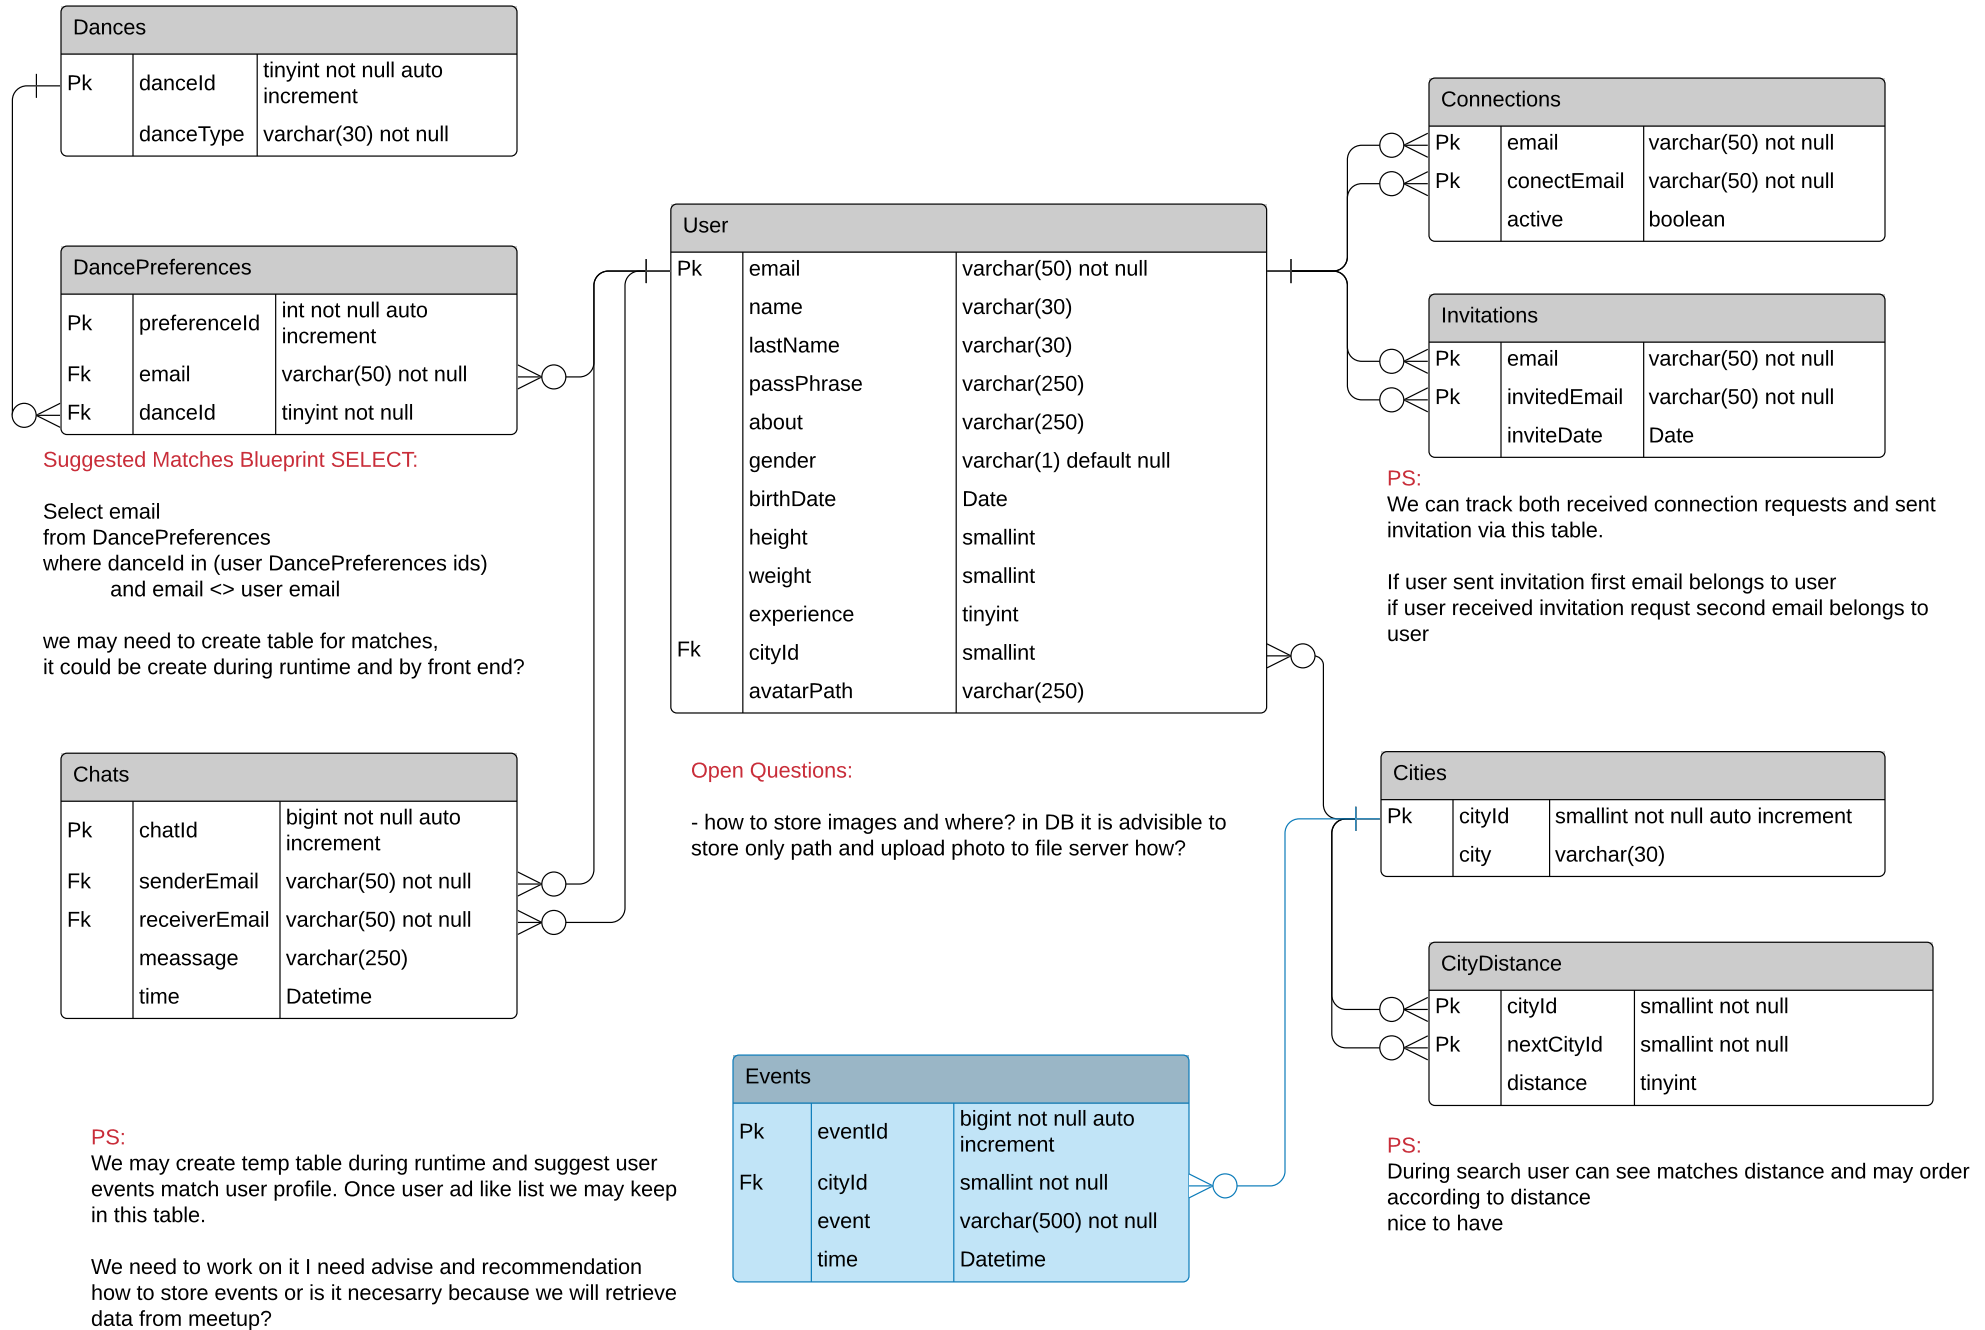 Dances
Pk danceId tinyint not null auto
increment
danceType varchar(30) not null
DancePreferences
Pk preferenceId int not null auto
increment
Fk email varchar(50) not null
Fk danceId tinyint not null
Suggested Matches Blueprint SELECT:
Select email
from DancePreferences
where danceId in (user DancePreferences ids)
and email <> user email
we may need to create table for matches,
it could be create during runtime and by front end?
Chats
Pk chatId bigint not null auto
increment
Fk senderEmail varchar(50) not null
Fk receiverEmail varchar(50) not null
meassage varchar(250)
time Datetime
PS:
We may create temp table during runtime and suggest user
events match user profile. Once user ad like list we may keep
in this table.
We need to work on it I need advise and recommendation
how to store events or is it necesarry because we will retrieve
data from meetup?
User
Pk email varchar(50) not null
name varchar(30)
lastName varchar(30)
passPhrase varchar(250)
about varchar(250)
gender varchar(1) default null
birthDate Date
height smallint
weight smallint
experience tinyint
Fk cityId smallint
avatarPath varchar(250)
Open Questions:
- how to store images and where? in DB it is advisible to
store only path and upload photo to file server how?
Events
Pk eventId bigint not null auto
increment
Fk cityId smallint not null
event varchar(500) not null
time Datetime
Connections
Pk email varchar(50) not null
Pk conectEmail varchar(50) not null
active boolean
Invitations
Pk email varchar(50) not null
Pk invitedEmail varchar(50) not null
inviteDate Date
PS:
We can track both received connection requests and sent
invitation via this table.
If user sent invitation first email belongs to user
if user received invitation requst second email belongs to
user
Cities
Pk cityId smallint not null auto increment
city varchar(30)
CityDistance
Pk cityId smallint not null
Pk nextCityId smallint not null
distance tinyint
PS:
During search user can see matches distance and may order
according to distance
nice to have